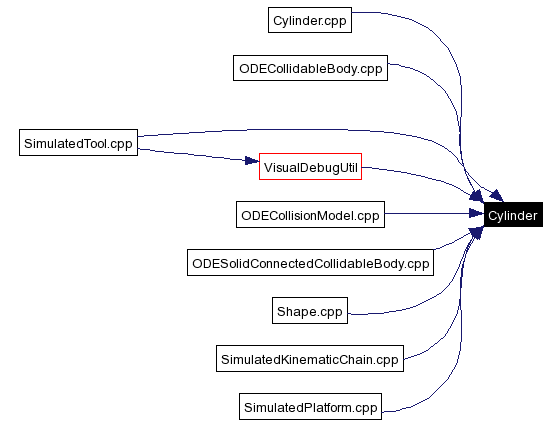 Cylinder.cpp
ODECollidableBody.cpp
SimulatedTool.cpp
VisualDebugUtil
ODECollisionModel.cpp
Cylinder
ODESolidConnectedCollidableBody.cpp
Shape.cpp
SimulatedKinematicChain.cpp
SimulatedPlatform.cpp